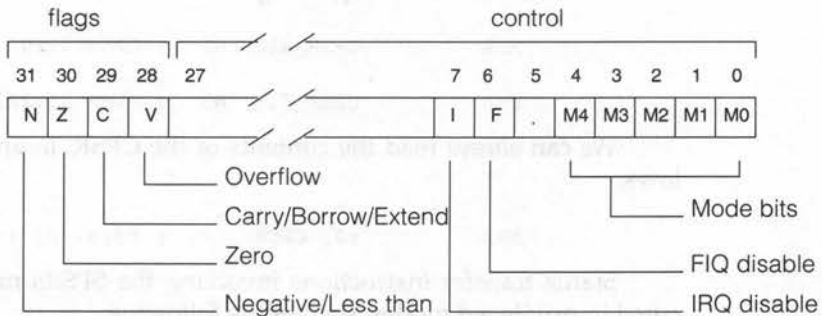 flags control
31 30 29 28 27 7 6 5 4 3 2 1 0
N Z C V I F . M4 M3 M2 M1 M0
Overflow
Carry/Borrow/Extend
Mode bits
Zero
FIQ disable
Negative/Less than
IRQ disable